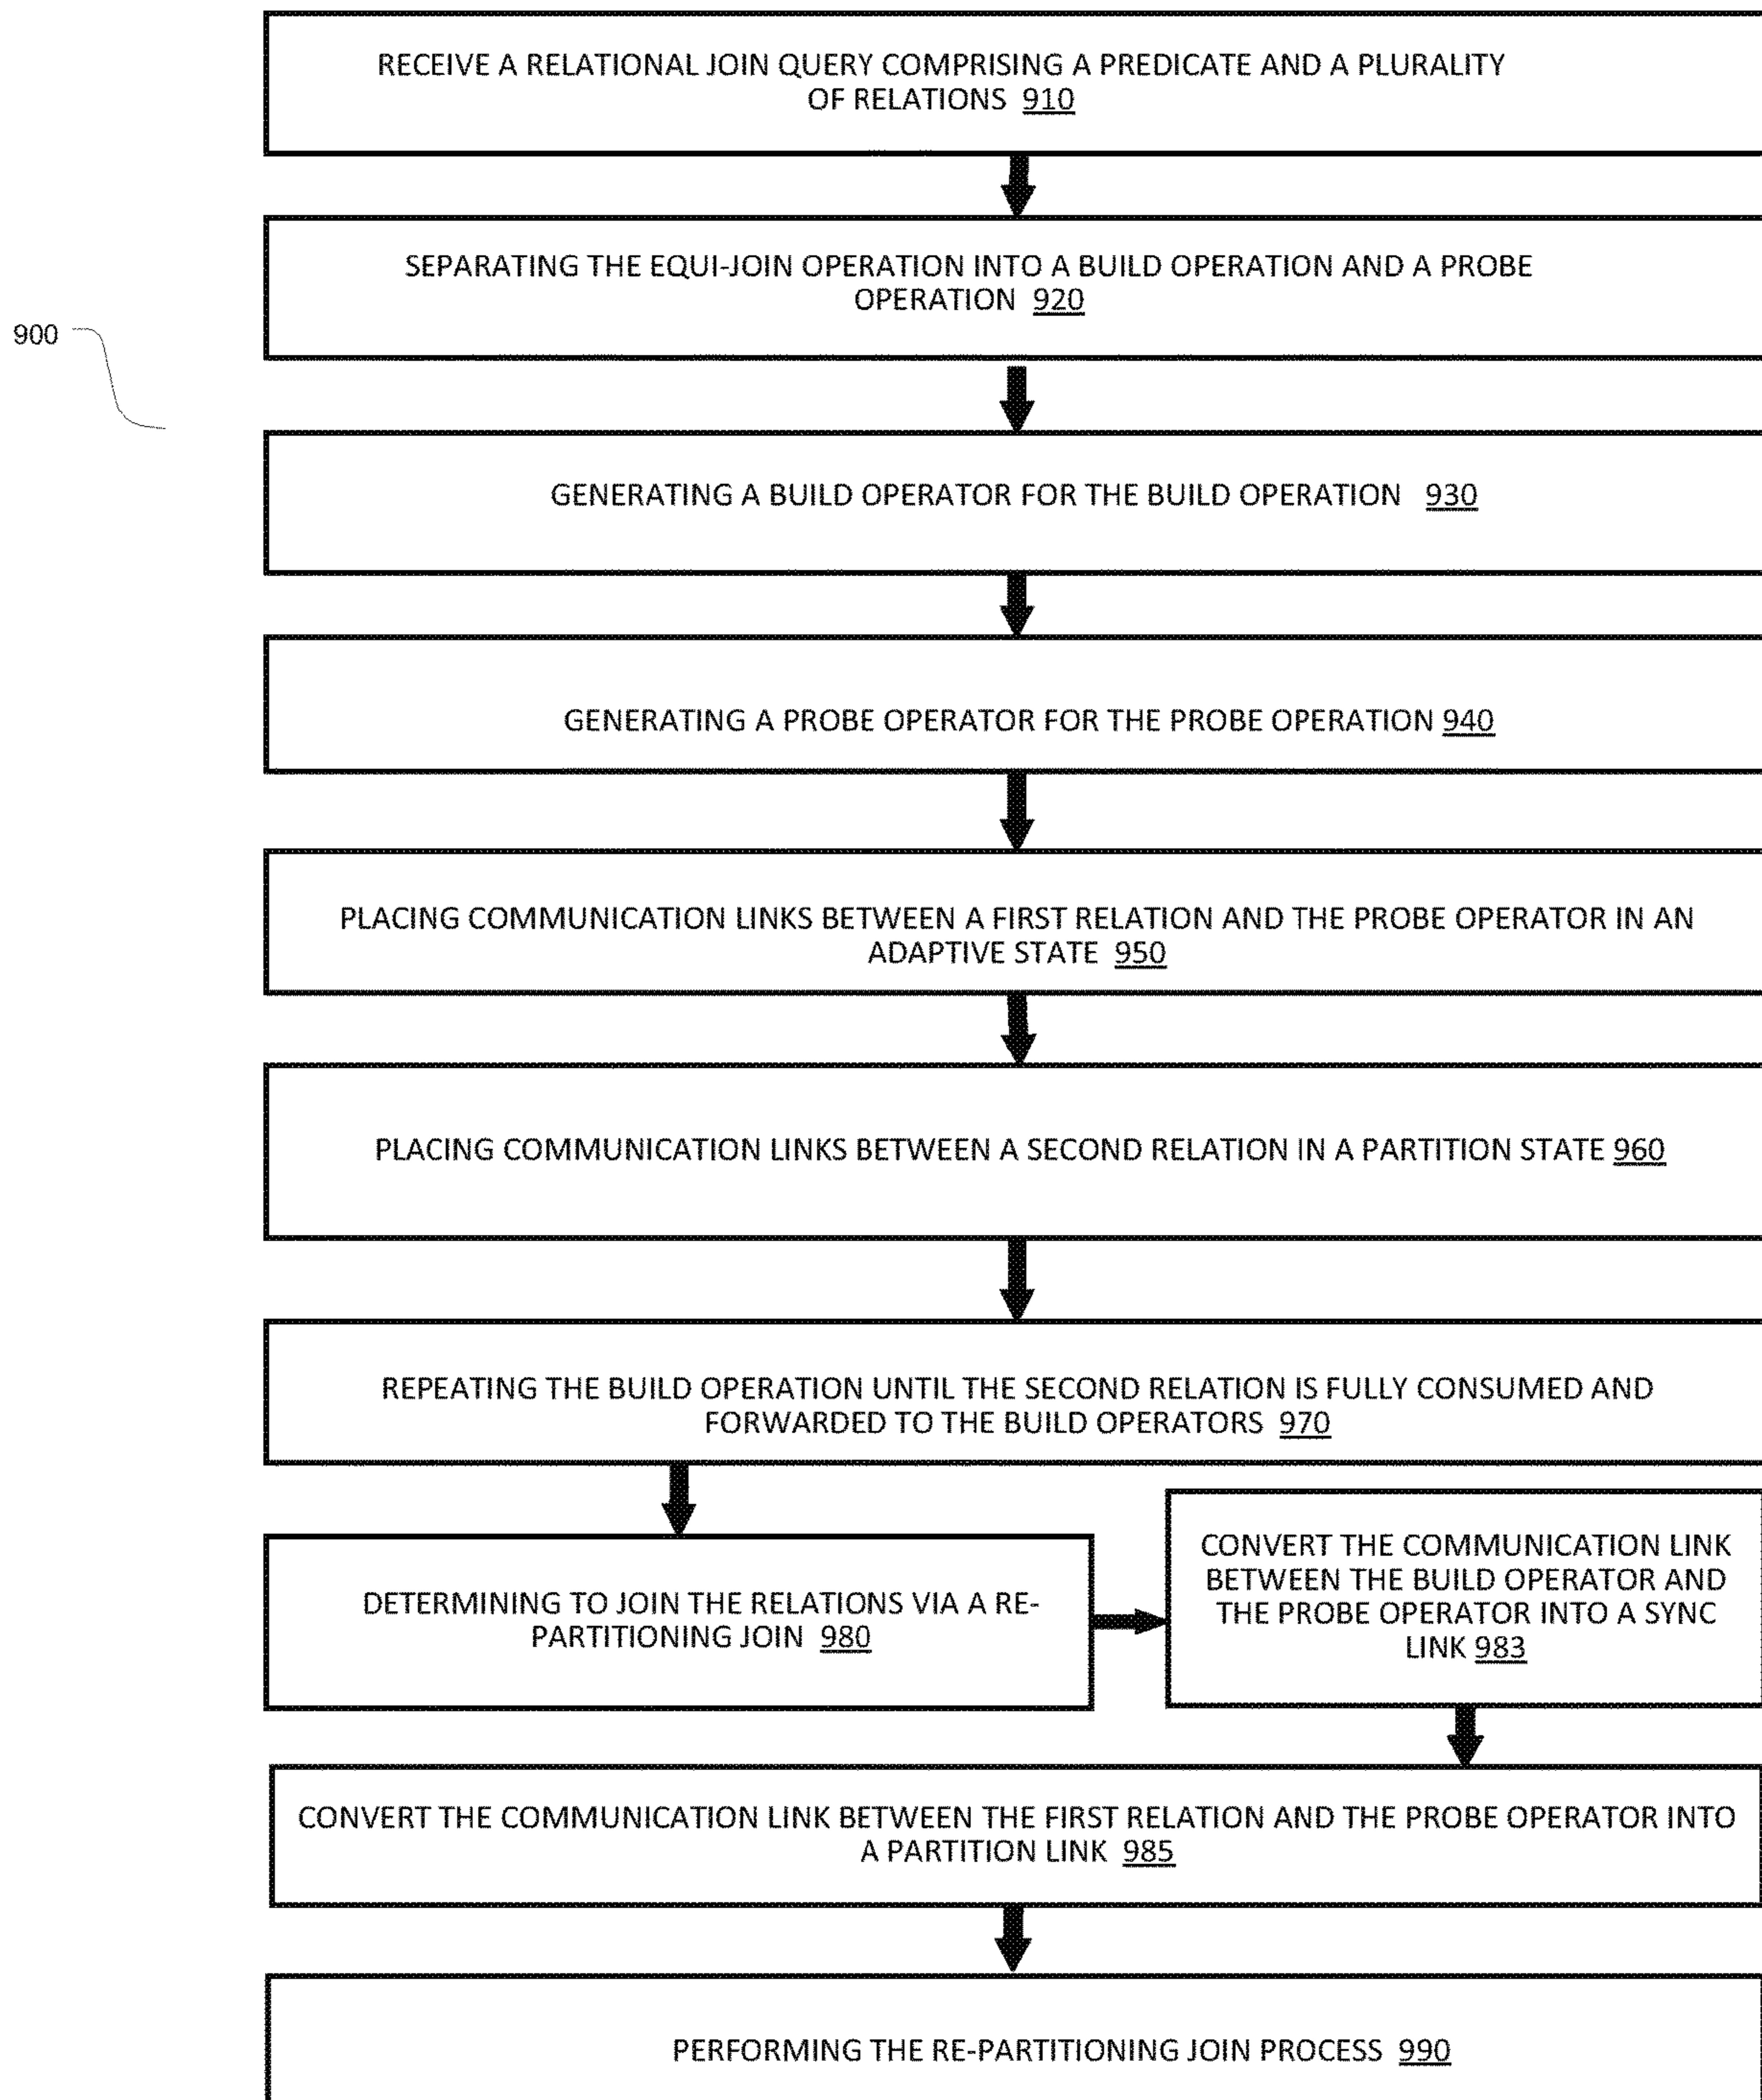 RECEIVE A RELATIONAL JOIN QUERY COMPRISING A PREDICATE AND A PLURALITY
OF RELATIONS 910
SEPARATING THE EQUI-JOIN OPERATION INTO A BUILD OPERATION AND A PROBE
OPERATION 920
900
GENERATING A BUILD OPERATOR FOR THE BUILD OPERATION 930
GENERATING A PROBE OPERATOR FOR THE PROBE OPERATION 940
PLACING COMMUNICATION LINKS BETWEEN A FIRST RELATION AND THE PROBE OPERATOR IN AN
ADAPTIVE STATE 950
PLACING COMMUNICATION LINKS BETWEEN A SECOND RELATION IN A PARTITION STATE 960
REPEATING THE BUILD OPERATION UNTIL THE SECOND RELATION IS FULLY CONSUMED AND
FORWARDED TO THE BUILD OPERATORS 970
DETERMINING TO JOIN THE RELATIONS VIA A RE-
PARTITIONING JOIN 980
CONVERT THE COMMUNICATION LINK
BETWEEN THE BUILD OPERATOR AND
THE PROBE OPERATOR INTO A SYNC
LINK 983
CONVERT THE COMMUNICATION LINK BETWEEN THE FIRST RELATION AND THE PROBE OPERATOR INTO
A PARTITION LINK 985
PERFORMING THE RE-PARTITIONING JOIN PROCESS 990